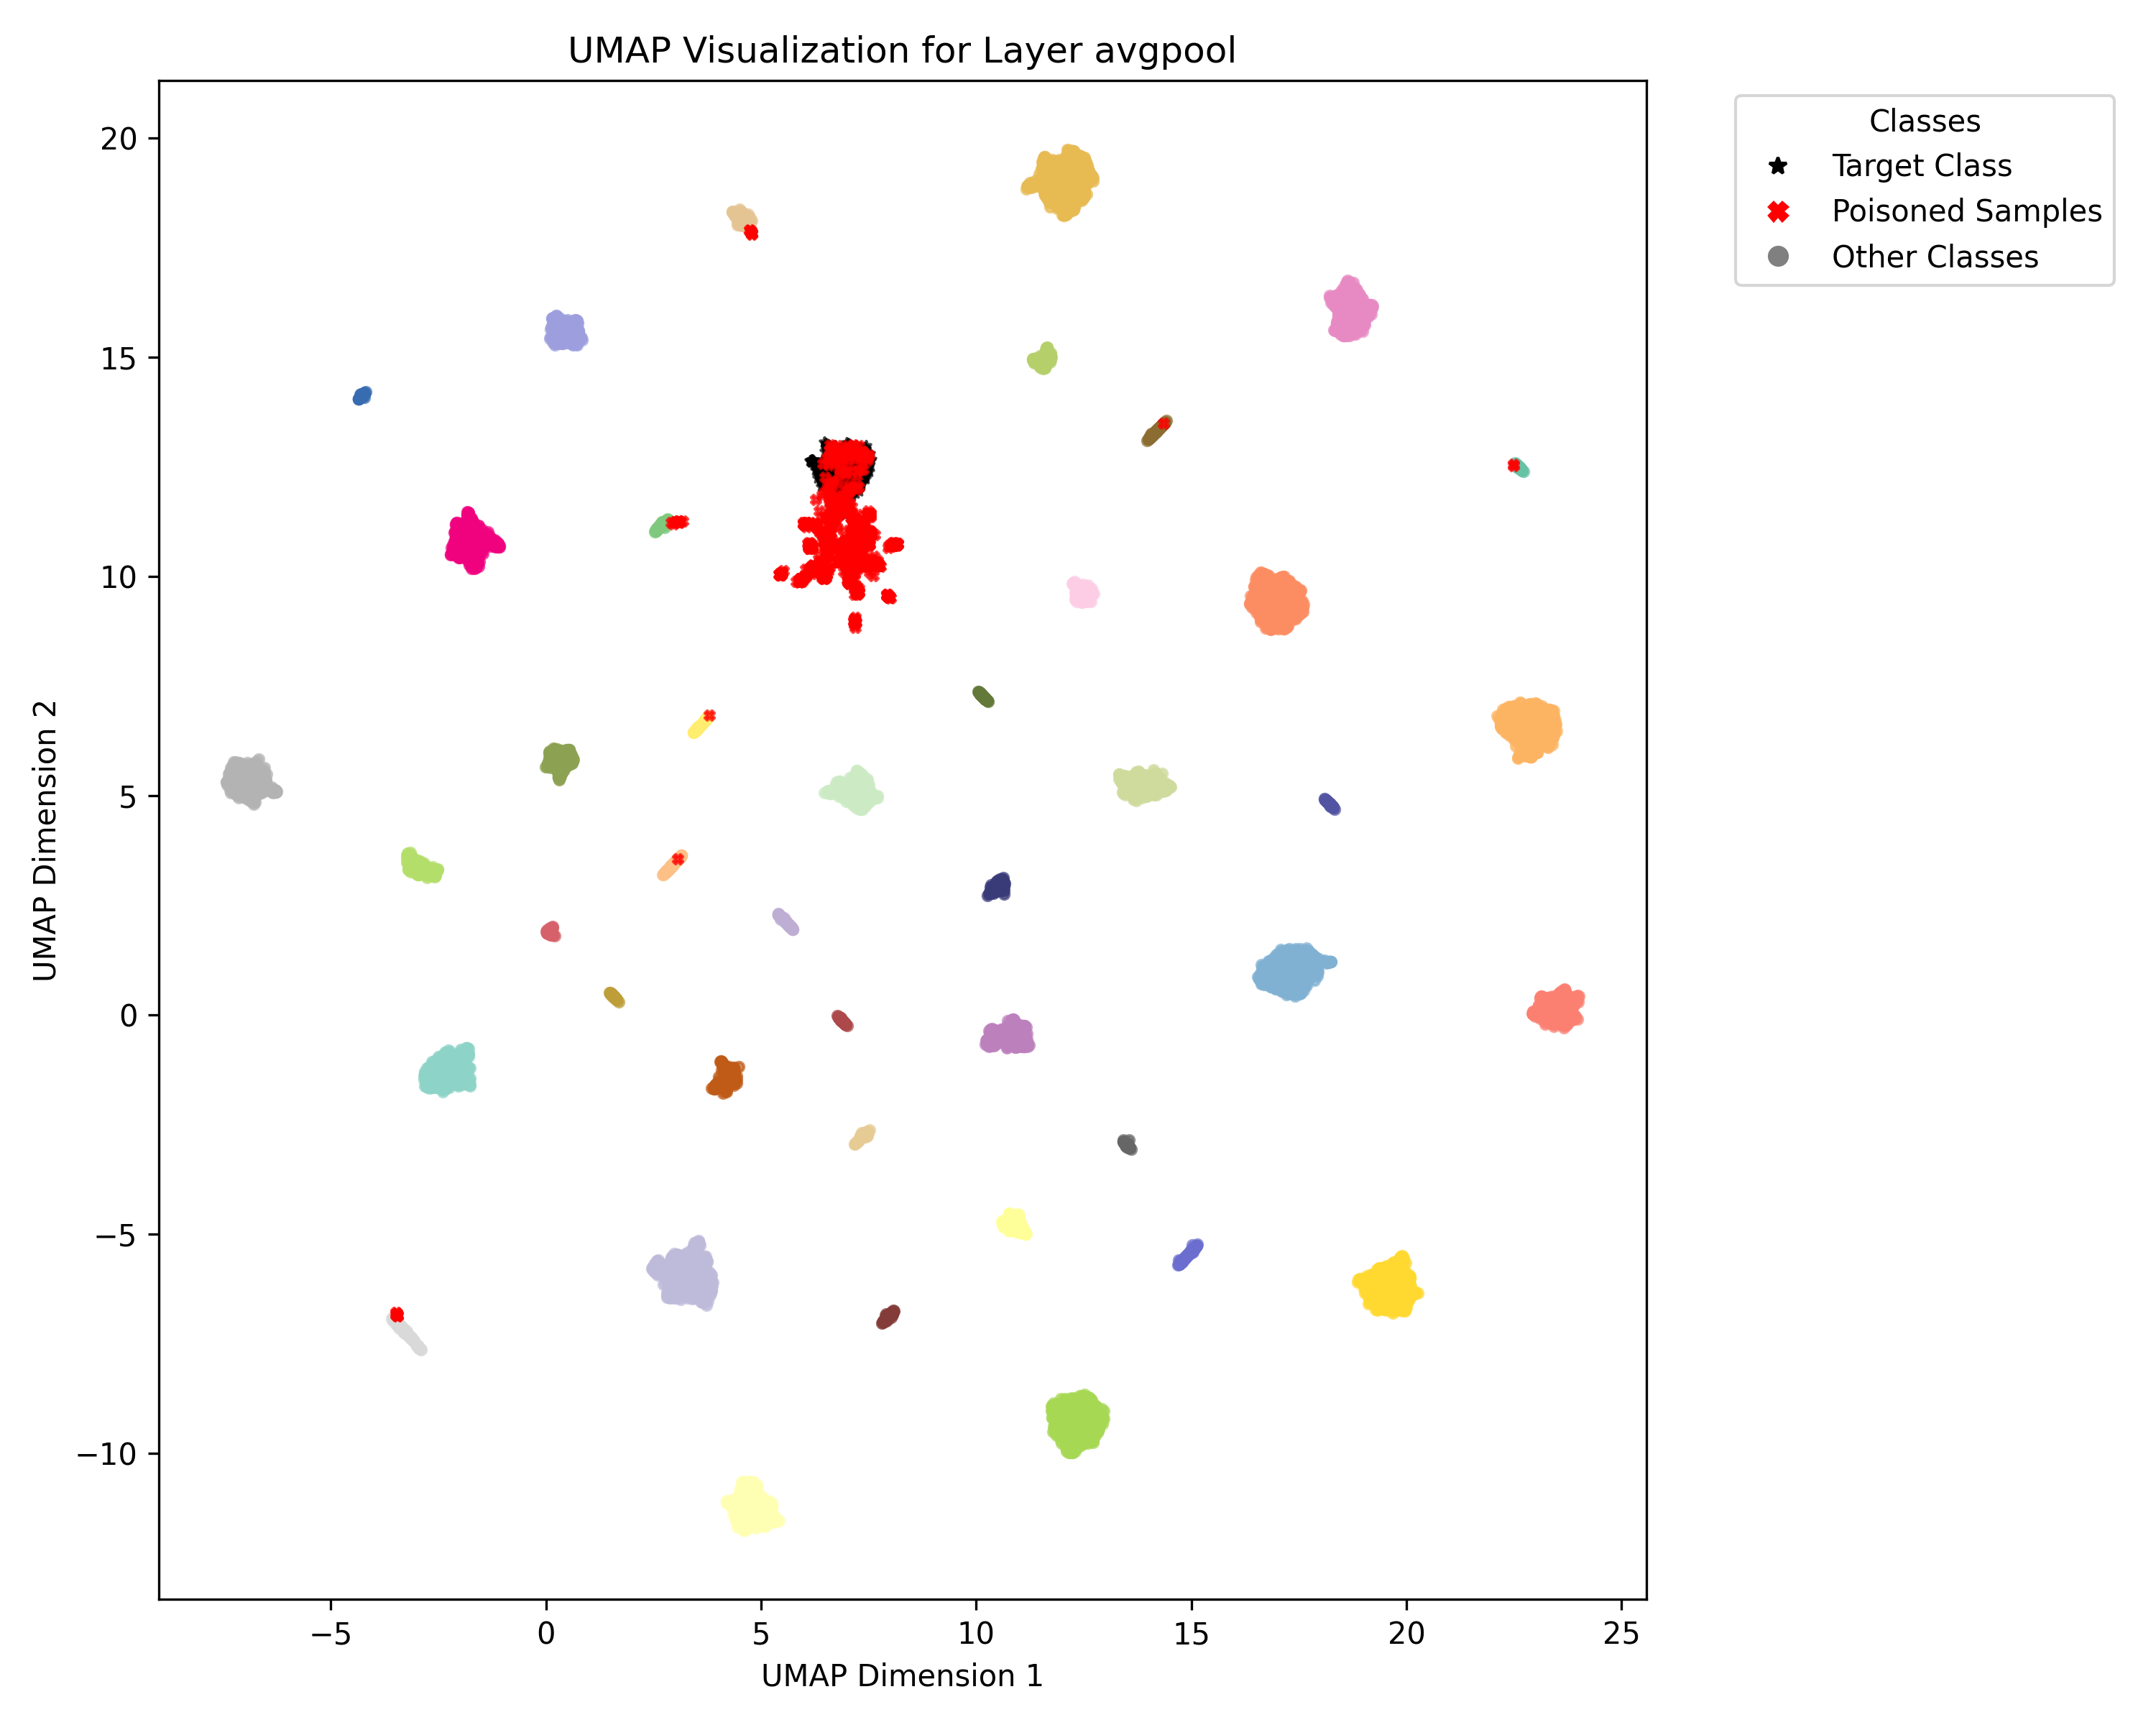 UMAP Visualization for Layer avgpool
Classes
Target Class
Poisoned Samples
Other Classes
20
15
10
5
0
−5
−10
UMAP Dimension 2
−5 0 5 10 15 20 25
UMAP Dimension 1